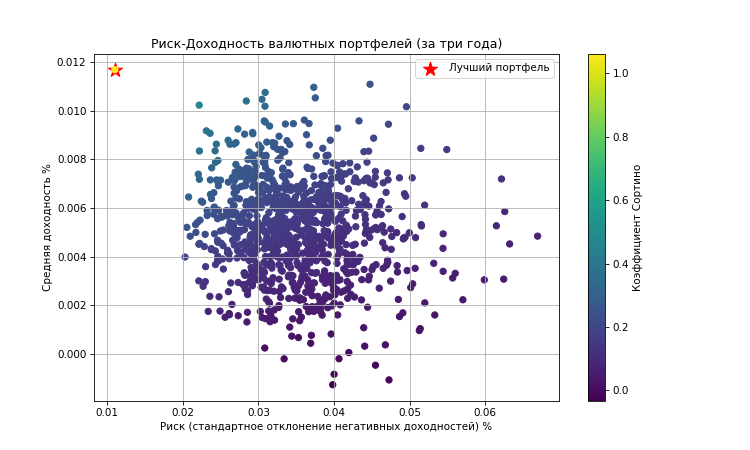 Риск-Доходность валютных портфелей (за три года)
Лучший портфель
Средняя доходность %
0.012
0.010
0.008
0.006
0.004
0.002
0.000
0.01 0.02 0.03 0.04 0.05 0.06
Риск (стандартное отклонение негативных доходностей) %
1.0
0.8
0.6
0.4
0.2
0.0
Коэффициент Сортино